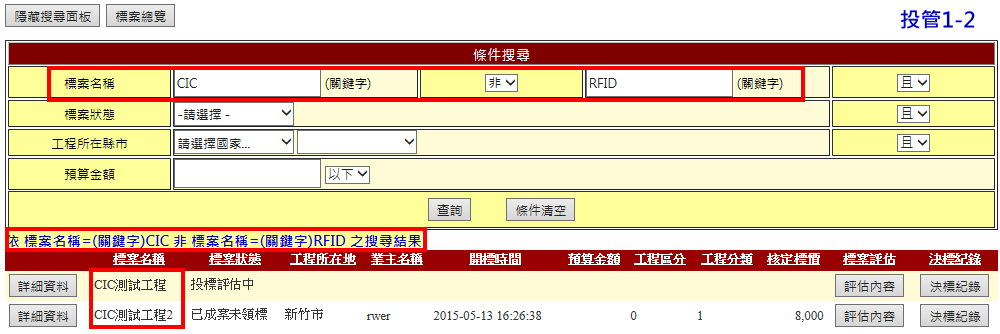 隱藏搜尋面板 標案總覽 投管1-2
條件搜尋
標案名稱 CIC (關鍵字) 非 RFID (關鍵字) 且
標案狀態 -請選擇 - 且
工程所在縣市 請選擇國家... 且
預算金額 以下
查詢 條件清空
依 標案名稱=(關鍵字)CIC 非 標案名稱=(關鍵字)RFID 之搜尋結果
標案名稱 標案狀態 工程所在地 業主名稱 開標時間 預算金額 工程區分 工程分類 核定標價 標案評估 決標紀錄
詳細資料 CIC測試工程 投標評估中 評估內容 決標紀錄
詳細資料 CIC測試工程2 已成案未領標 新竹市 rwer 2015-05-13 16:26:38 0 1 8,000 評估內容 決標紀錄